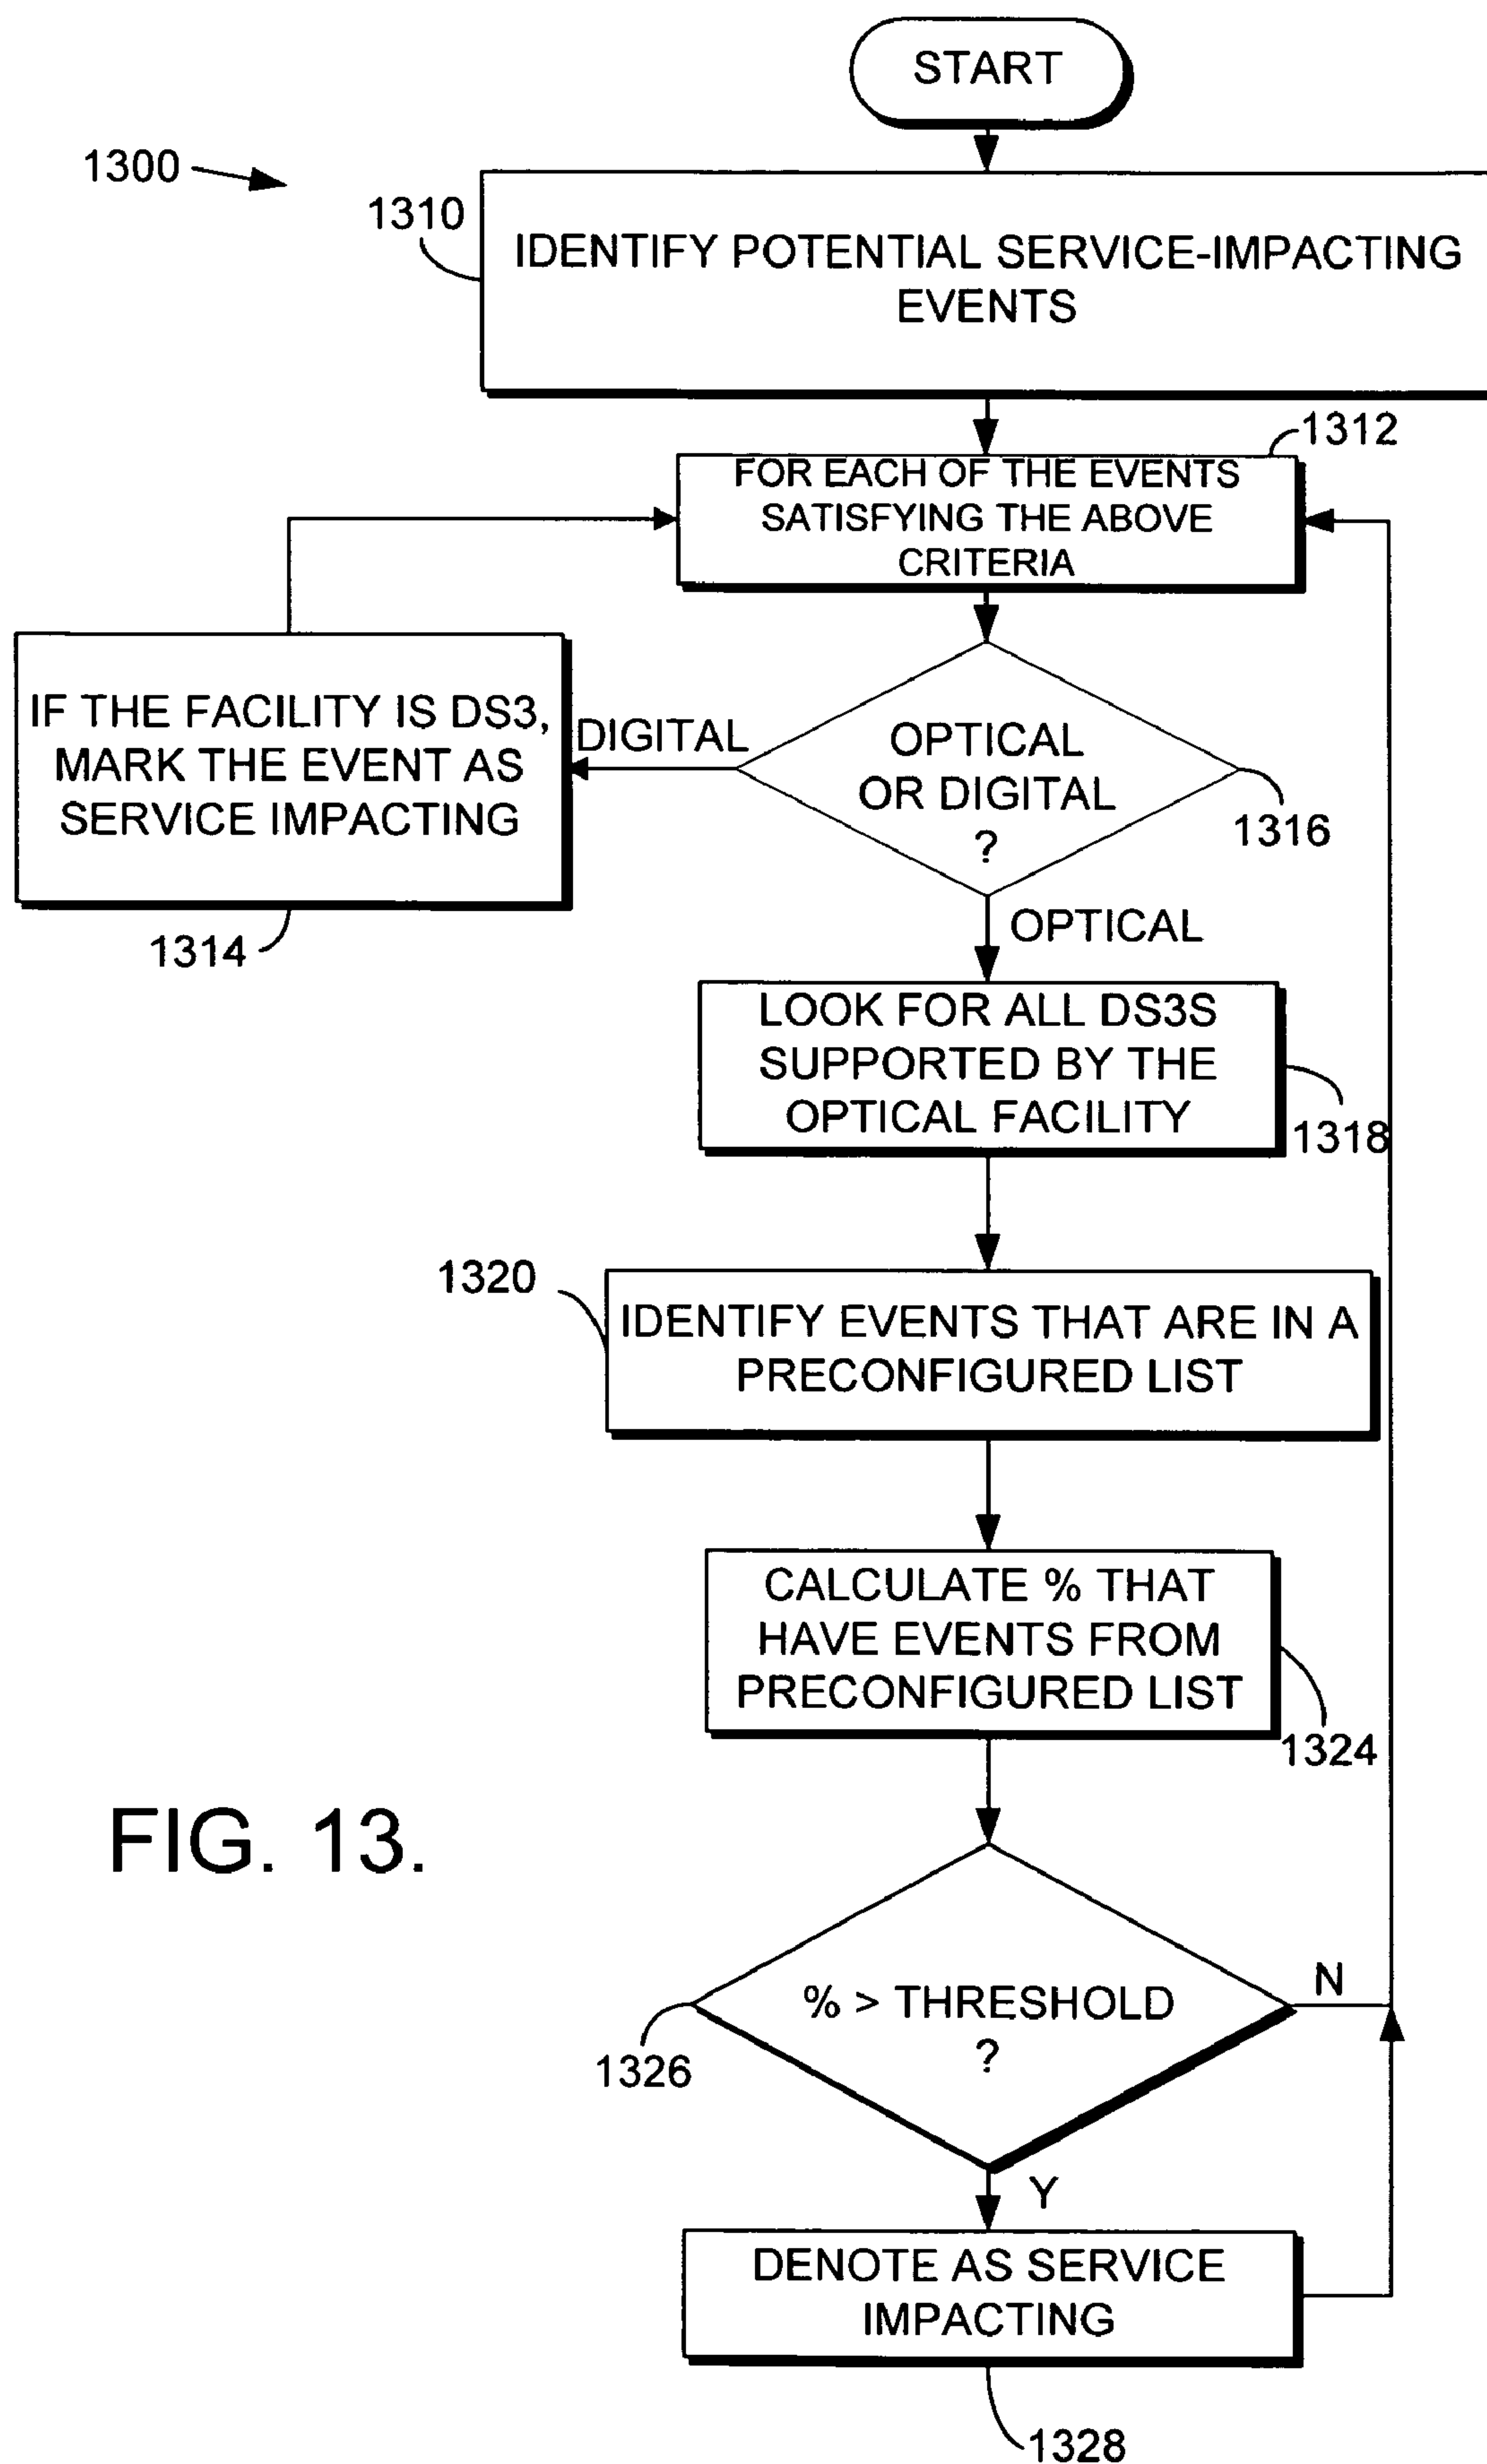 START
1300
1310
IDENTIFY POTENTIAL SERVICE-IMPACTING
EVENTS
1312
FOR EACH OF THE EVENTS
SATISFYING THE ABOVE
CRITERIA
IF THE FACILITY IS DS3,
MARK THE EVENT AS
SERVICE IMPACTING
1314
DIGITAL
OPTICAL
OR DIGITAL
?
1316
OPTICAL
LOOK FOR ALL DS3S
SUPPORTED BY THE
OPTICAL FACILITY
1318
1320
IDENTIFY EVENTS THAT ARE IN A
PRECONFIGURED LIST
CALCULATE % THAT
HAVE EVENTS FROM
PRECONFIGURED LIST
1324
FIG. 13.
% > THRESHOLD
?
N
1326
Y
DENOTE AS SERVICE
IMPACTING
1328